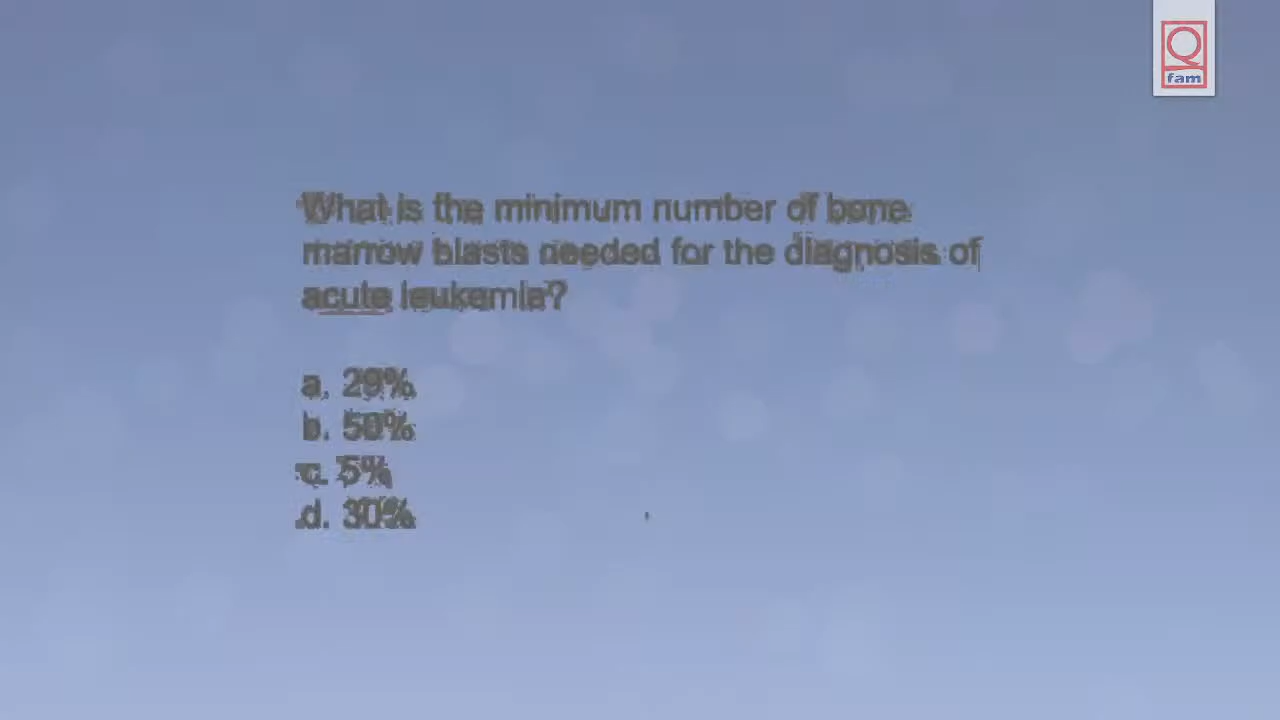 Q
fam
What is the minimum number of bone
marrow blasts needed for the diagnosis of
acute leukemia?
a. 29%
b. 50%
c. 5%
d. 30%